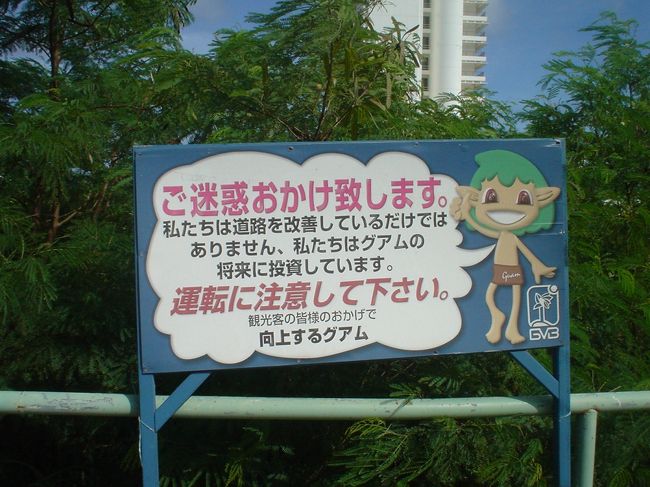 ご迷惑おかけ致します。
私たちは道路を改善しているだけでは
ありません、私たちはグアムの
将来に投資しています。
運転に注意して下さい。
観光客の皆様のおかげで
向上するグアム
Guam
GVB